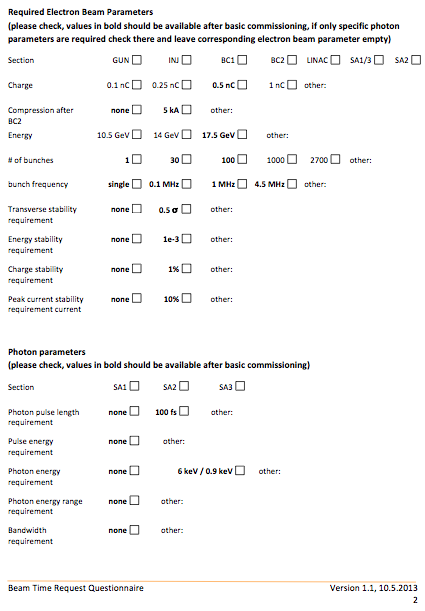 Required Electron Beam Parameters
(please check, values in bold should be available after basic commissioning, if only specific photon
parameters are required check there and leave corresponding electron beam parameter empty)
Section GUN INJ BC1 BC2 LINAC SA1/3 SA2
Charge 0.1 nC 0.25 nC 0.5 nC 1 nC other:
Compression after none 5 kA other:
BC2
Energy 10.5 GeV 14 GeV 17.5 GeV other:
# of bunches 1 30 100 1000 2700 other:
bunch frequency single 0.1 MHz 1 MHz 4.5 MHz other:
Transverse stability none 0.5 σ other:
requirement
Energy stability none 1e-3 other:
requirement
Charge stability none 1% other:
requirement
Peak current stability none 10% other:
requirement current
Photon parameters
(please check, values in bold should be available after basic commissioning)
Section SA1 SA2 SA3
Photon pulse length none 100 fs other:
requirement
Pulse energy none other:
requirement
Photon energy none 6 keV / 0.9 keV other:
requirement
Photon energy range none other:
requirement
Bandwidth none other:
requirement
Beam Time Request Questionnaire Version 1.1, 10.5.2013
2